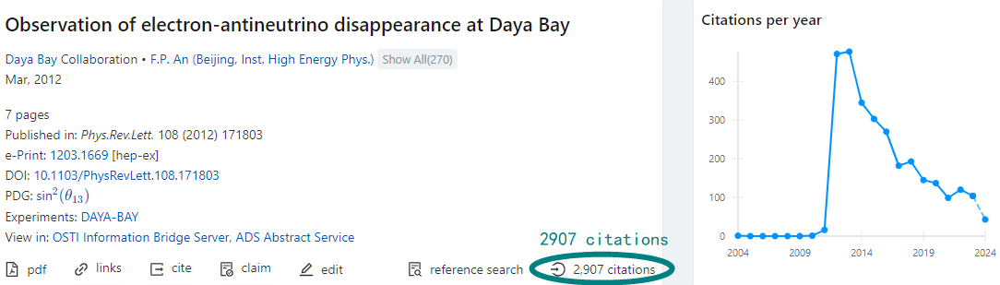 Observation of electron-antineutrino disappearance at Daya Bay
Daya Bay Collaboration • F.P. An (Beijing, Inst. High Energy Phys.) Show All(270)
Mar, 2012
7 pages
Published in: Phys.Rev.Lett. 108 (2012) 171803
e-Print: 1203.1669 [hep-ex]
DOI: 10.1103/PhysRevLett.108.171803
PDG: sin²(θ₁₃)
Experiments: DAYA-BAY
View in: OSTI Information Bridge Server, ADS Abstract Service
2907 citations
pdf links cite claim edit reference search 2,907 citations
Citations per year
400
300
200
100
0
2004 2009 2014 2019 2024